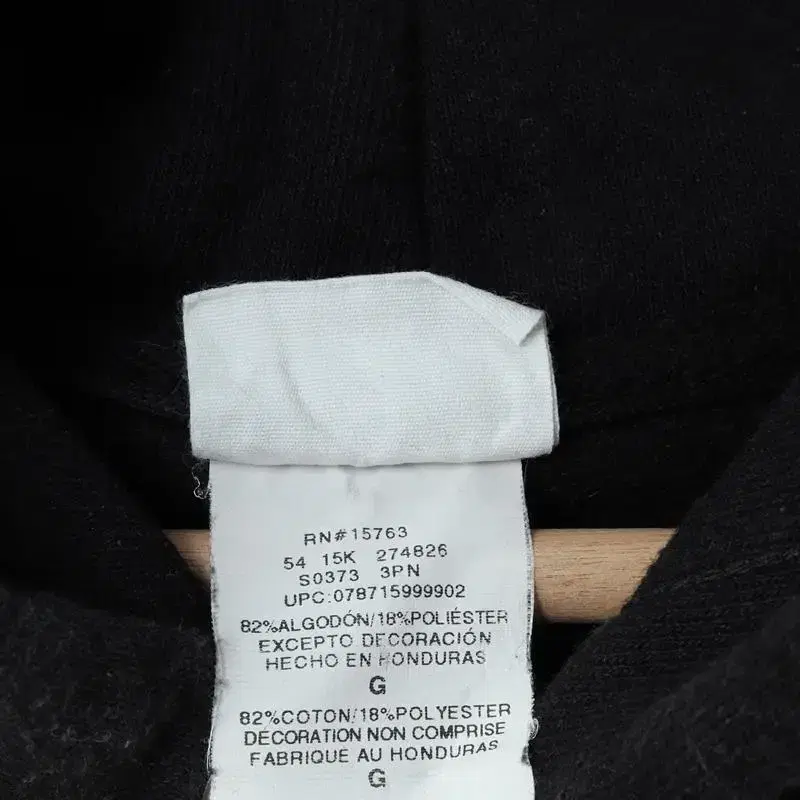 RN#15763
54 15K 274826
S0373 3PN
UPC:078715999902
82%ALGODÓN/18%POLIÉSTER
EXCEPTO DECORACIÓN
HECHO EN HONDURAS
G
82%COTON/18%POLYESTER
DÉCORATION NON COMPRISE
FABRIQUÉ AU HONDURAS
G